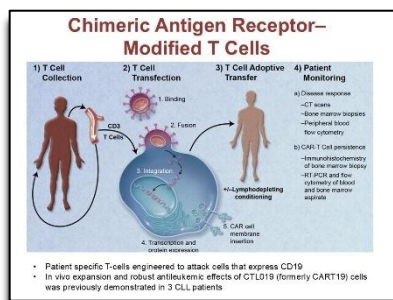 Chimeric Antigen Receptor–
Modified T Cells
1) T Cell
Collection
2) T Cell
Transfection
3) T Cell Adoptive
Transfer
4) Patient
Monitoring
CD3
T Cells
1. Binding
2. Fusion
3. Integration
4. Transcription and
protein expression
5. CAR cell
membrane
insertion
+/–Lymphodepleting
conditioning
a) Disease response
–CT scans
–Bone marrow biopsies
–Peripheral blood
flow cytometry
b) CAR-T Cell persistence
–Immunohistochemistry
of bone marrow biopsy
–RT-PCR and flow
cytometry of blood
and bone marrow
aspirate
• Patient specific T-cells engineered to attack cells that express CD19
• In vivo expansion and robust antileukemic effects of CTL019 (formerly CART19) cells
was previously demonstrated in 3 CLL patients